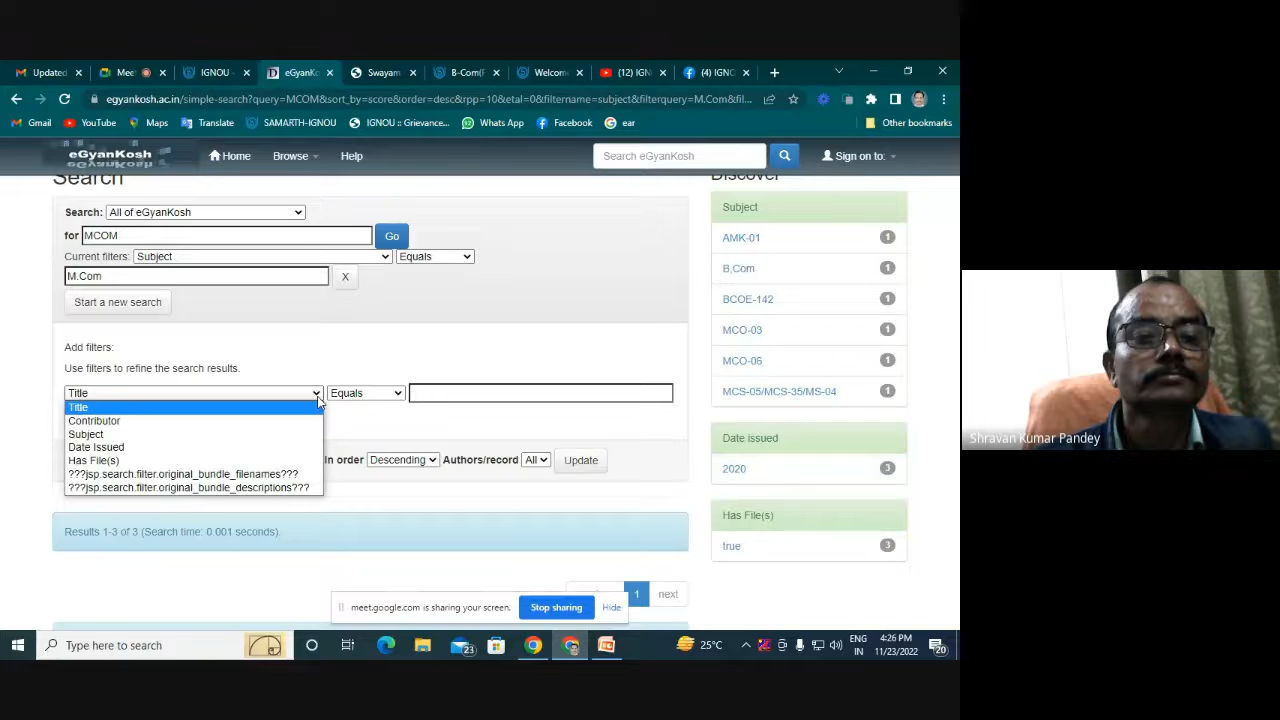 Updated
Meet
IGNOU
eGyanKo
Swayam
B-Com(F
Welcome
(12) IGN
(4) IGNO
egyankosh.ac.in/simple-search?query=MCOM&sort_by=score&order=desc&rpp=10&etal=0&filtername=subject&filterquery=M.Com&fil...
Gmail
YouTube
Maps
Translate
SAMARTH-IGNOU
IGNOU :: Grievance...
Whats App
Facebook
ear
Other bookmarks
eGyanKosh
Home
Browse
Help
Search eGyanKosh
Sign on to:
Search
Search: All of eGyanKosh
for MCOM Go
Current filters: Subject Equals
M.Com X
Start a new search
Add filters:
Use filters to refine the search results.
Title Equals
Title
Contributor
Subject
Date Issued
Has File(s)
???jsp.search.filter.original_bundle_filenames???
???jsp.search.filter.original_bundle_descriptions???
In order Descending Authors/record All Update
Results 1-3 of 3 (Search time: 0.001 seconds).
1 next
Discover
Subject
AMK-01 1
B,Com 1
BCOE-142 1
MCO-03 1
MCO-06 1
MCS-05/MCS-35/MS-04 1
Date issued
2020 3
Has File(s)
true 3
meet.google.com is sharing your screen. Stop sharing Hide
Type here to search
23
25°C
ENG
IN
4:26 PM
11/23/2022
20
Shravan Kumar Pandey